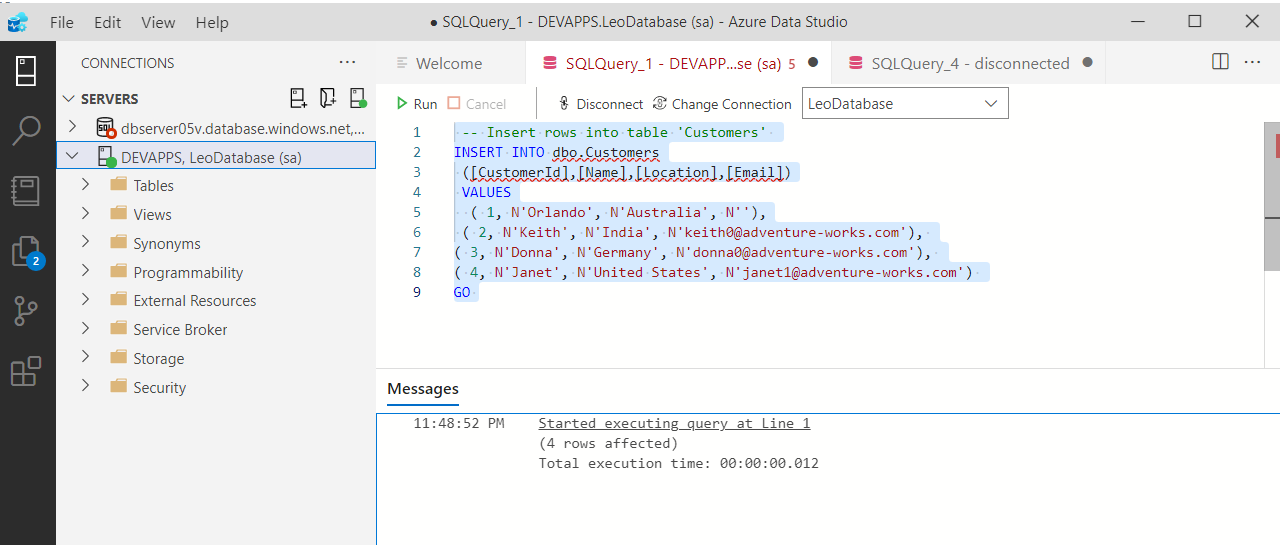 File Edit View Help ● SQLQuery_1 - DEVAPPS.LeoDatabase (sa) - Azure Data Studio
CONNECTIONS ...
SERVERS
dbserver05v.database.windows.net,...
DEVAPPS, LeoDatabase (sa)
Tables
Views
Synonyms
Programmability
External Resources
Service Broker
Storage
Security
2
Welcome SQLQuery_1 - DEVAPP...se (sa) 5 ● SQLQuery_4 - disconnected ● ...
Run Cancel Disconnect Change Connection LeoDatabase
1 -- Insert rows into table 'Customers'
2 INSERT INTO dbo.Customers
3 ([CustomerId],[Name],[Location],[Email])
4 VALUES
5 ( 1, N'Orlando', N'Australia', N''),
6 ( 2, N'Keith', N'India', N'keith0@adventure-works.com'),
7 ( 3, N'Donna', N'Germany', N'donna0@adventure-works.com'),
8 ( 4, N'Janet', N'United States', N'janet1@adventure-works.com')
9 GO
Messages
11:48:52 PM Started executing query at Line 1
(4 rows affected)
Total execution time: 00:00:00.012